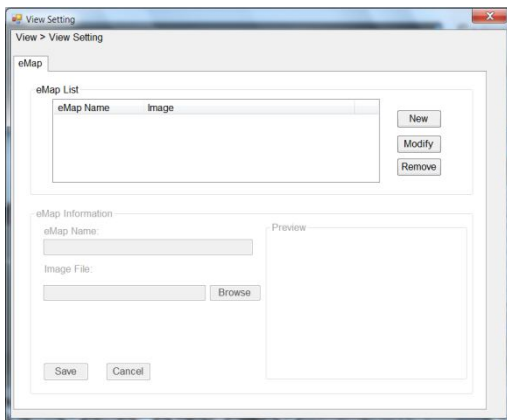 View Setting
View > View Setting
eMap
eMap List
eMap Name Image
New
Modify
Remove
eMap Information
eMap Name:
Preview
Image File:
Browse
Save Cancel